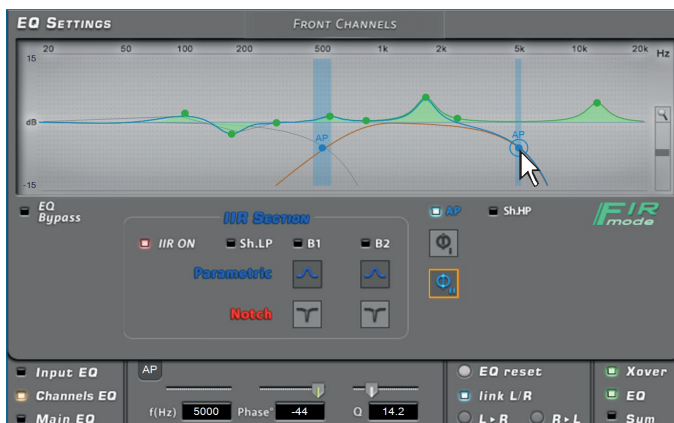 EQ SETTINGS FRONT CHANNELS
20 50 100 200 500 1k 2k 5k 10k 20k Hz
15
dB
AP AP
-15
EQ Bypass
IIR SECTION
AP Sh.HP
FIR mode
IIR ON Sh.LP B1 B2
Φ I
Parametric
Φ II
Notch
Input EQ
AP
EQ reset
Xover
Channels EQ
link L/R
EQ
f(Hz) 5000 Phase° -44 Q 14.2
Main EQ
L▸R R▸L
Sum